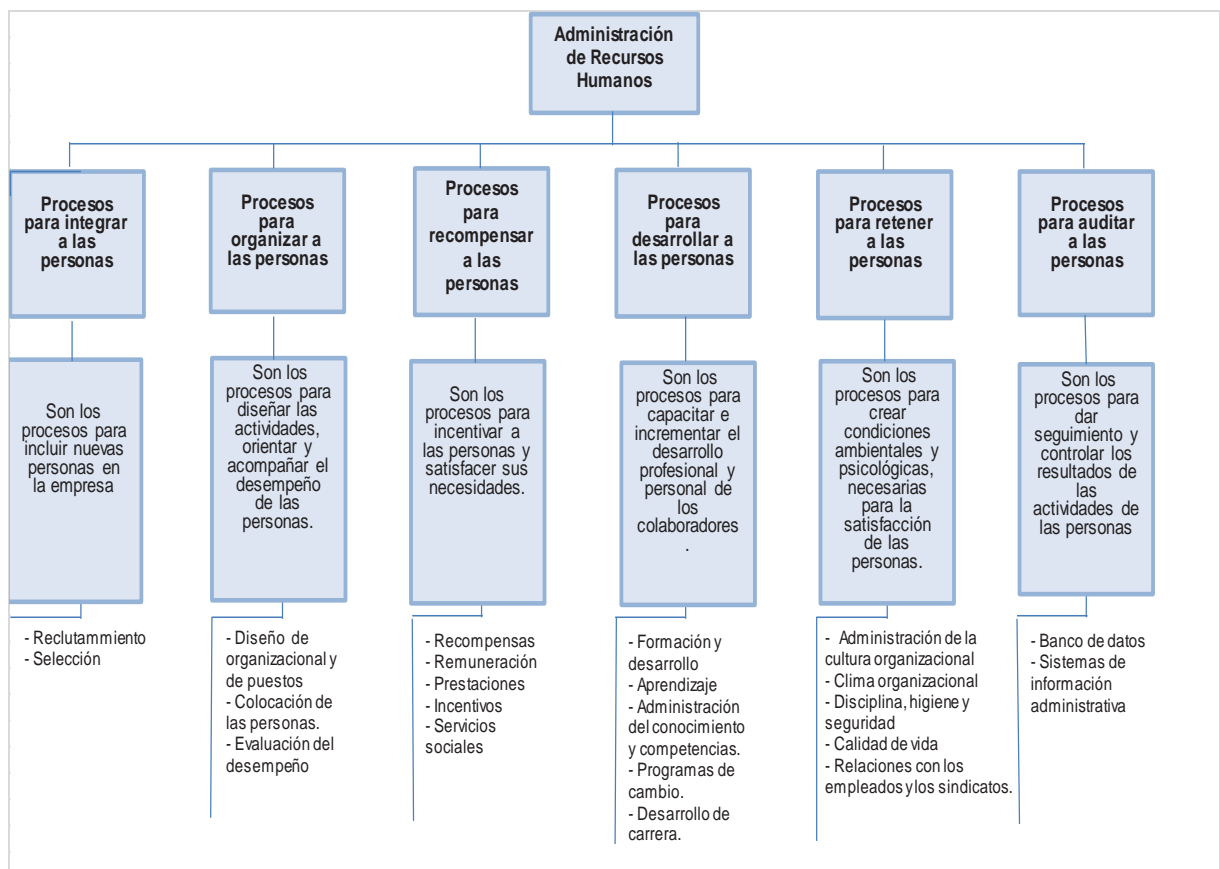 Administración
de Recursos
Humanos
Procesos
para integrar
a las
personas
Procesos
para
organizar a
las personas
Procesos
para
recompensar
a las
personas
Procesos
para
desarrollar a
las personas
Procesos
para retener
a las
personas
Procesos
para auditar
a las
personas
Son los
procesos para
incluir nuevas
personas en
la empresa
Son los
procesos para
diseñar las
actividades,
orientar y
acompañar el
desempeño
de las
personas.
Son los
procesos para
incentivar a
las personas y
satisfacer sus
necesidades.
Son los
procesos para
capacitar e
incrementar el
desarrollo
profesional y
personal de
los
colaboradores
.
Son los
procesos para
crear
condiciones
ambientales y
psicológicas,
necesarias
para la
satisfacción
de las
personas.
Son los
procesos para
dar
seguimiento y
controlar los
resultados de
las
actividades de
las personas
- Reclutammiento
- Selección
- Diseño de
organizacional y
de puestos
- Colocación de
las personas.
- Evaluación del
desempeño
- Recompensas
- Remuneración
- Prestaciones
- Incentivos
- Servicios
sociales
- Formación y
desarrollo
- Aprendizaje
- Administración
del conocimiento
y competencias.
- Programas de
cambio.
- Desarrollo de
carrera.
- Administración de la
cultura organizacional
- Clima organizacional
- Disciplina, higiene y
seguridad
- Calidad de vida
- Relaciones con los
empleados y los sindicatos.
- Banco de datos
- Sistemas de
información
administrativa